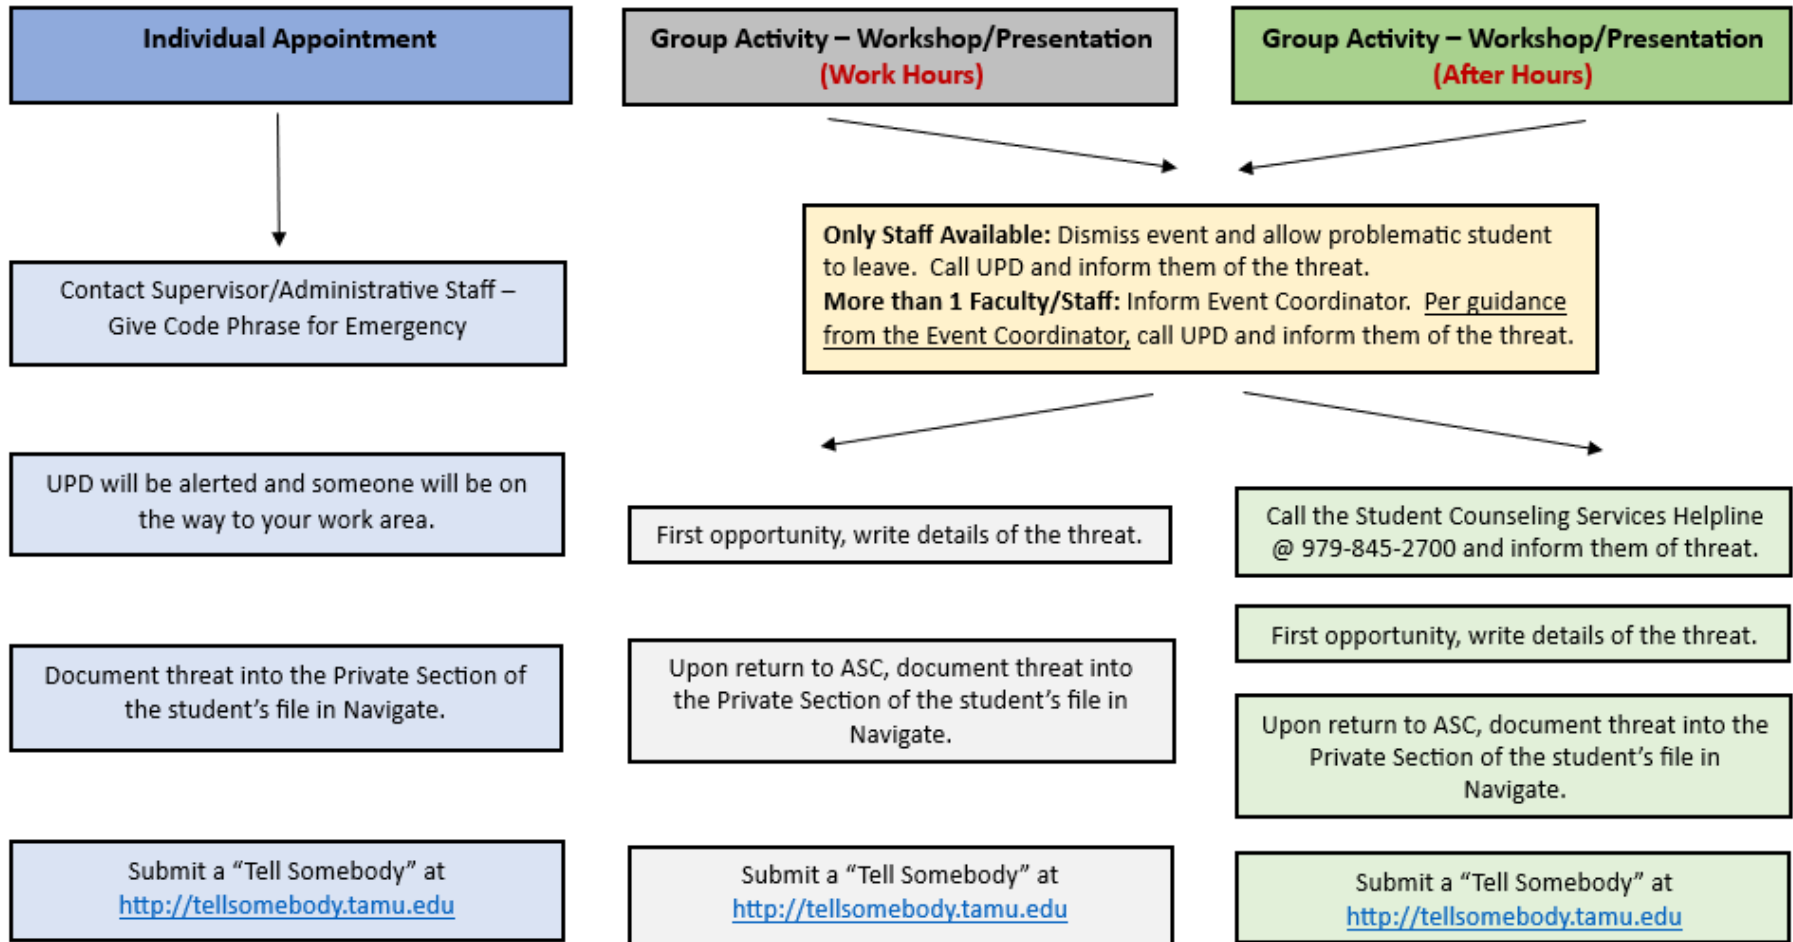 Individual Appointment
Contact Supervisor/Administrative Staff –
Give Code Phrase for Emergency
UPD will be alerted and someone will be on
the way to your work area.
Document threat into the Private Section of
the student’s file in Navigate.
Submit a “Tell Somebody” at
http://tellsomebody.tamu.edu
Group Activity – Workshop/Presentation
(Work Hours)
Group Activity – Workshop/Presentation
(After Hours)
Only Staff Available: Dismiss event and allow problematic student
to leave.  Call UPD and inform them of the threat.
More than 1 Faculty/Staff: Inform Event Coordinator.  Per guidance
from the Event Coordinator, call UPD and inform them of the threat.
First opportunity, write details of the threat.
Upon return to ASC, document threat into
the Private Section of the student’s file in
Navigate.
Submit a “Tell Somebody” at
http://tellsomebody.tamu.edu
Call the Student Counseling Services Helpline
@ 979-845-2700 and inform them of threat.
First opportunity, write details of the threat.
Upon return to ASC, document threat into the
Private Section of the student’s file in
Navigate.
Submit a “Tell Somebody” at
http://tellsomebody.tamu.edu